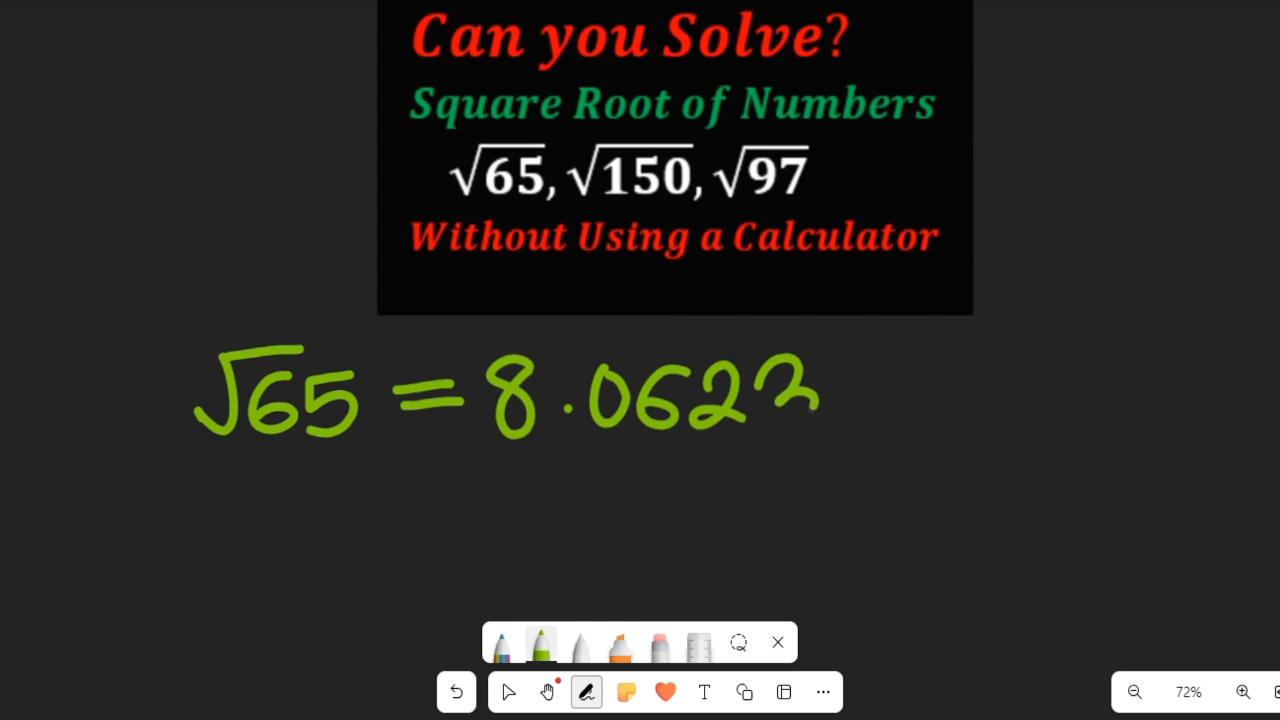 Can you Solve?
Square Root of Numbers
√65, √150, √97
Without Using a Calculator
√65 = 8.0623
72%